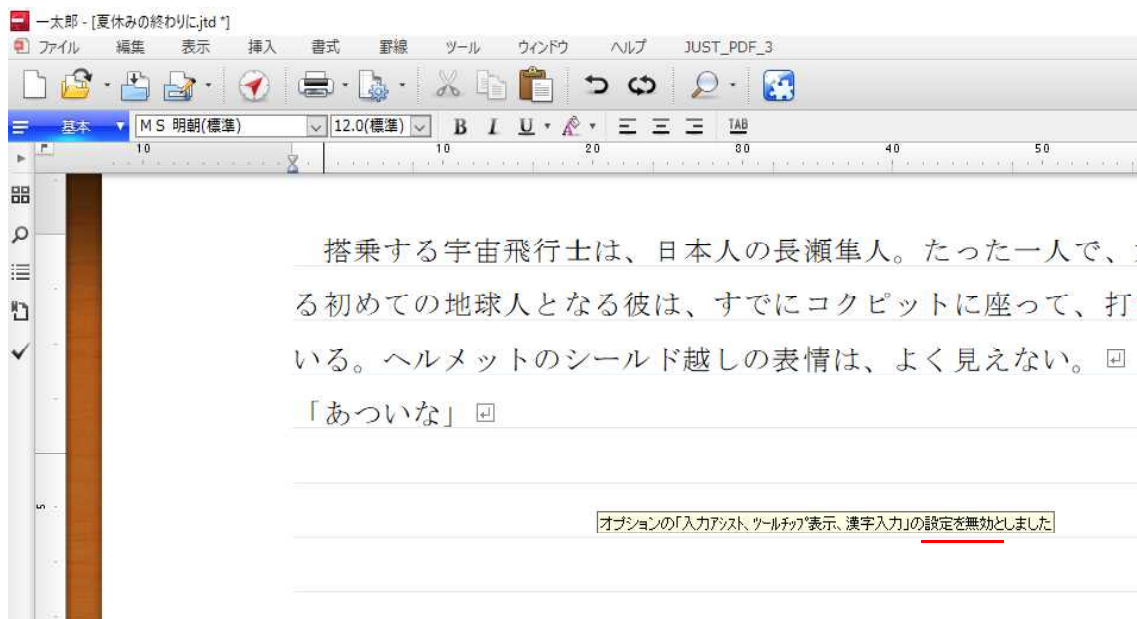 一太郎 - [夏休みの終わりに.jtd *]
ファイル 編集 表示 挿入 書式 罫線 ツール ウィンドウ ヘルプ JUST_PDF_3
基本 ＭＳ 明朝(標準) 12.0(標準) B I U TAB
10 10 20 30 40 50
搭乗する宇宙飛行士は、日本人の長瀬隼人。たった一人で、
る初めての地球人となる彼は、すでにコクピットに座って、打
いる。ヘルメットのシールド越しの表情は、よく見えない。
「あついな」
5
オプションの「入力アシスト、ツールチップ表示、漢字入力」の設定を無効としました